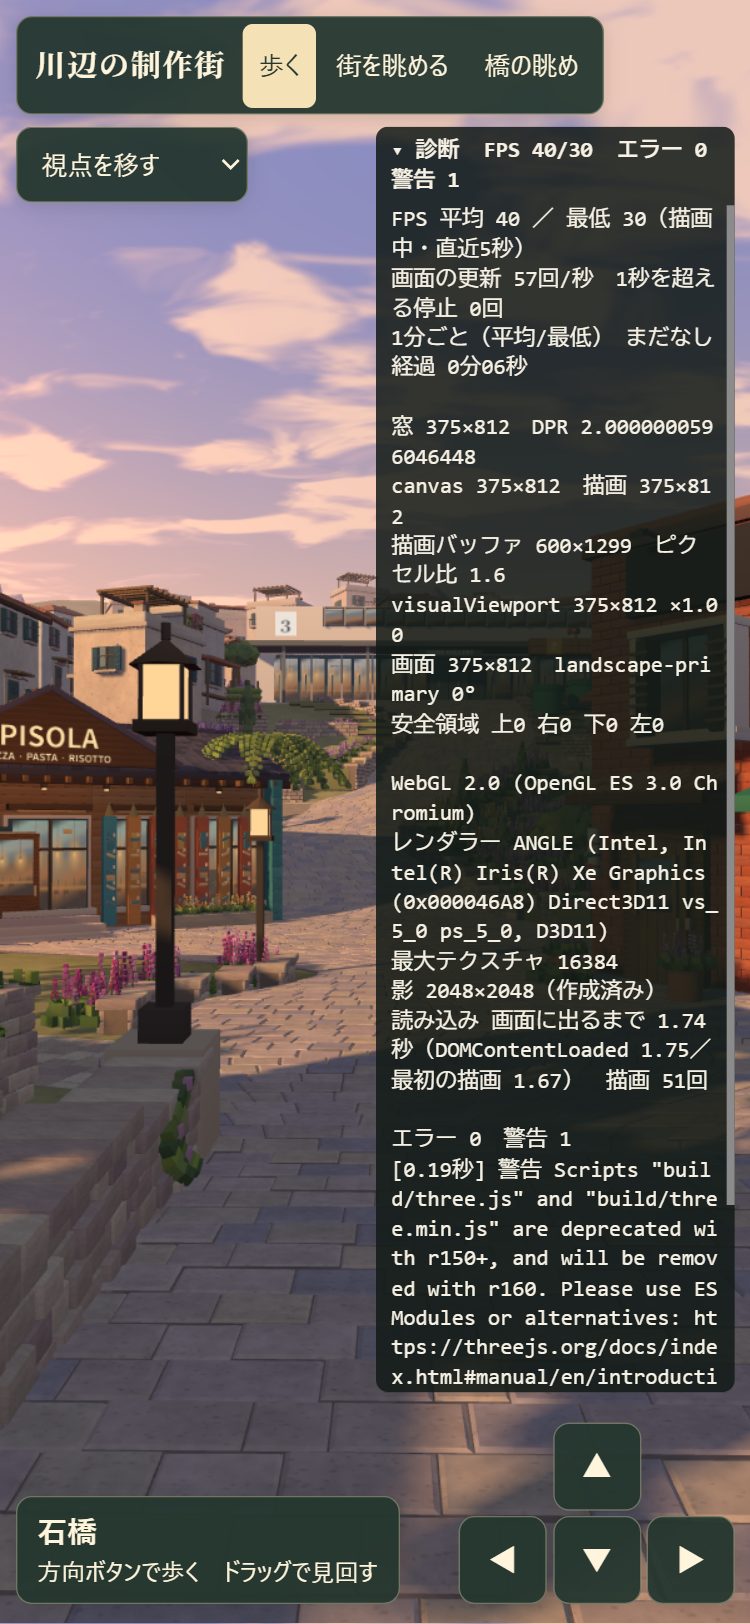 川辺の制作街 歩く 街を眺める 橋の眺め
視点を移す
▼ 診断 FPS 40/30 エラー 0
警告 1
FPS 平均 40 ／ 最低 30（描画
中・直近5秒）
画面の更新 57回/秒 1秒を超え
る停止 0回
1分ごと（平均/最低） まだなし
経過 0分06秒
窓 375×812 DPR 2.000000059
6046448
canvas 375×812 描画 375×81
2
描画バッファ 600×1299 ピク
セル比 1.6
visualViewport 375×812 ×1.0
0
画面 375×812 landscape-pri
mary 0°
安全領域 上0 右0 下0 左0
WebGL 2.0 (OpenGL ES 3.0 Ch
romium)
レンダラー ANGLE (Intel, In
tel(R) Iris(R) Xe Graphics
(0x000046A8) Direct3D11 vs_
5_0 ps_5_0, D3D11)
最大テクスチャ 16384
影 2048×2048（作成済み）
読み込み 画面に出るまで 1.74
秒（DOMContentLoaded 1.75／
最初の描画 1.67） 描画 51回
エラー 0 警告 1
[0.19秒] 警告 Scripts "buil
d/three.js" and "build/thre
e.min.js" are deprecated wi
th r150+, and will be remov
ed with r160. Please use ES
Modules or alternatives: ht
tps://threejs.org/docs/inde
x.html#manual/en/introducti
3
PISOLA
ZZA · PASTA · RISOTTO
▲
◀ ▼ ▶
石橋
方向ボタンで歩く ドラッグで見回す